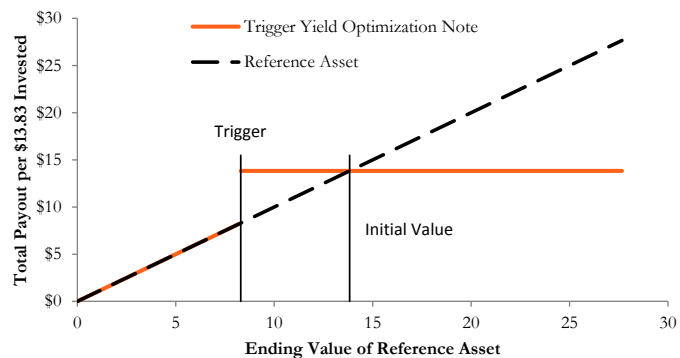 Trigger Yield Optimization Note
Reference Asset
Total Payout per $13.83 Invested
$30
$25
$20
$15
$10
$5
$0
Trigger
Initial Value
0 5 10 15 20 25 30
Ending Value of Reference Asset